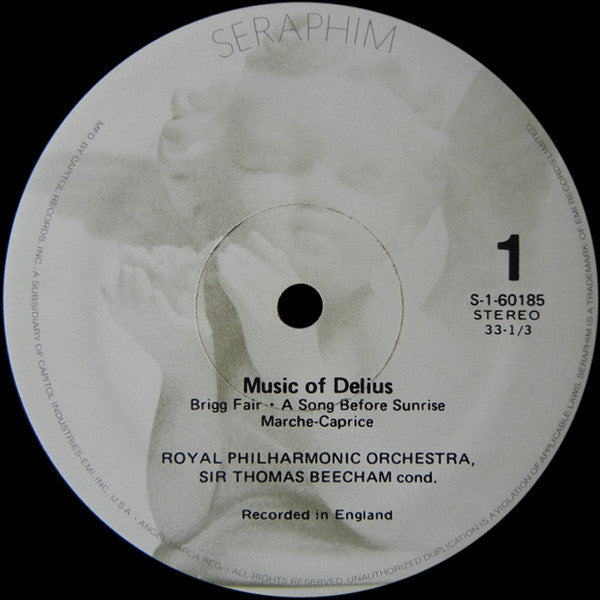 SERAPHIM
1
S-1-60185
STEREO
33-1/3
Music of Delius
Brigg Fair • A Song Before Sunrise
Marche-Caprice
ROYAL PHILHARMONIC ORCHESTRA,
SIR THOMAS BEECHAM cond.
Recorded in England
MFD BY CAPITOL RECORDS, INC. A SUBSIDIARY OF CAPITOL INDUSTRIES-EMI, INC. U.S.A. • ANGEL MARCA REG. • ALL RIGHTS RESERVED. UNAUTHORIZED DUPLICATION IS A VIOLATION OF APPLICABLE LAWS. SERAPHIM IS A TRADEMARK OF EMI RECORDS LIMITED.